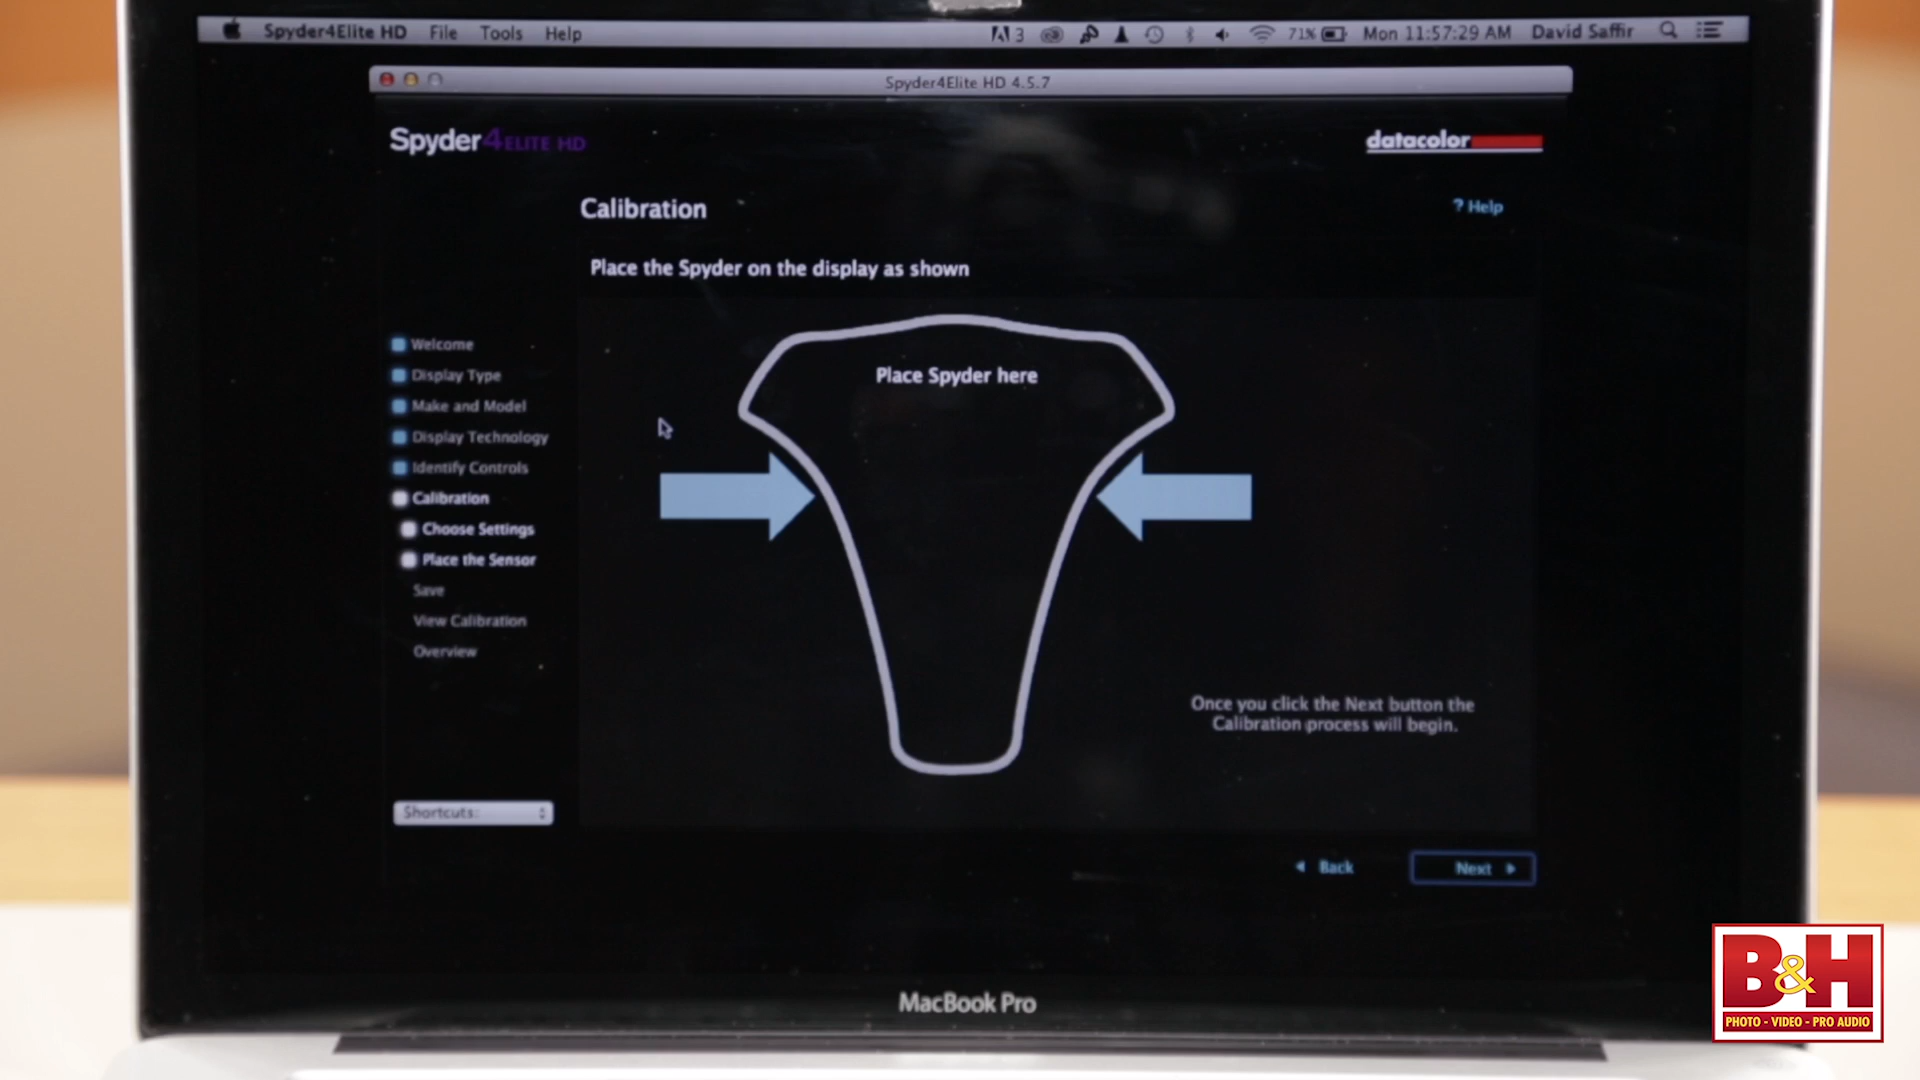 Spyder4Elite HD File Tools Help 3 71% Mon 11:57:29 AM David Saffir
Spyder4Elite HD 4.5.7
Spyder4ELITE HD
datacolor
Calibration
? Help
Place the Spyder on the display as shown
Place Spyder here
Welcome
Display Type
Make and Model
Display Technology
Identify Controls
Calibration
Choose Settings
Place the Sensor
Save
View Calibration
Overview
Once you click the Next button the
Calibration process will begin.
Shortcuts:
Back
Next
MacBook Pro
B&H
PHOTO - VIDEO - PRO AUDIO